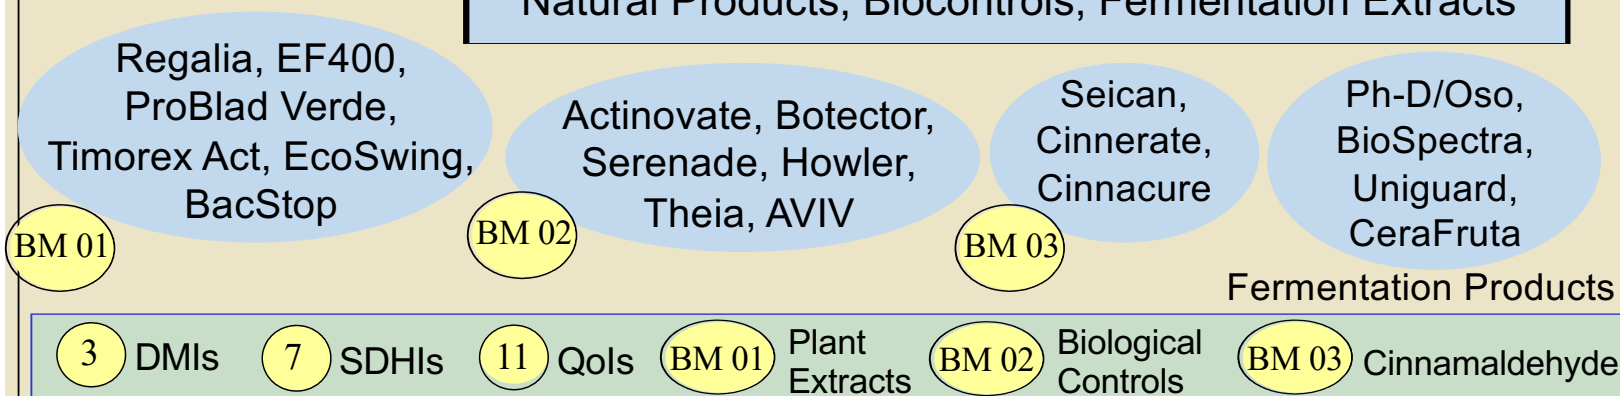 Natural Products, Biocontrols, Fermentation Extracts
Regalia, EF400,
ProBlad Verde,
Timorex Act, EcoSwing,
BacStop
BM 01
Actinovate, Botector,
Serenade, Howler,
Theia, AVIV
BM 02
Seican,
Cinnerate,
Cinnacure
BM 03
Ph-D/Oso,
BioSpectra,
Uniguard,
CeraFruta
Fermentation Products
3 DMIs
7 SDHIs
11 QoIs
BM 01 Plant
Extracts
BM 02 Biological
Controls
BM 03 Cinnamaldehyde